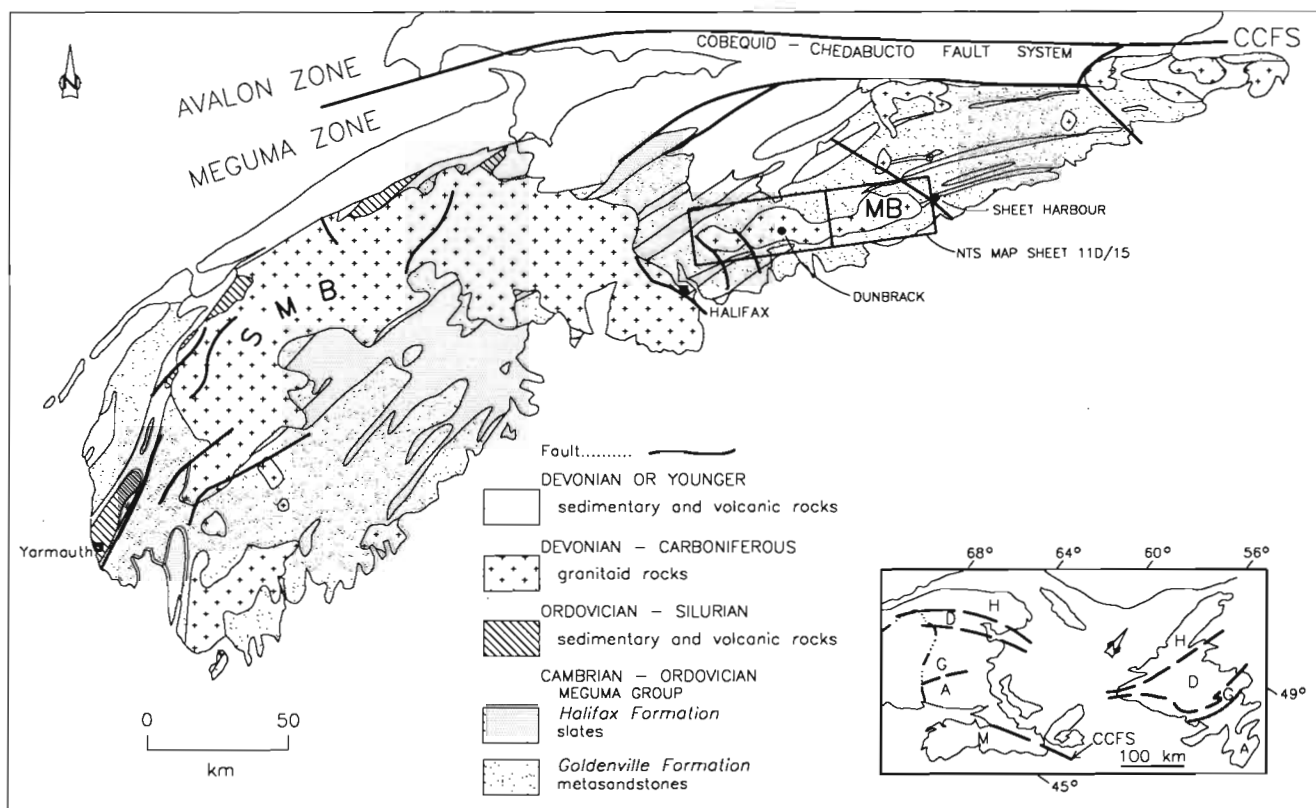 COBEQUID – CHEDABUCTO FAULT SYSTEM
CCFS
AVALON ZONE
MEGUMA ZONE
N
MB
SHEET HARBOUR
NTS MAP SHEET 11D/15
DUNBRACK
HALIFAX
SMB
Yarmouth
Fault..........
DEVONIAN OR YOUNGER
sedimentary and volcanic rocks
DEVONIAN – CARBONIFEROUS
granitaid rocks
ORDOVICIAN – SILURIAN
sedimentary and volcanic rocks
CAMBRIAN – ORDOVICIAN
MEGUMA GROUP
Halifax Formation
slates
Goldenville Formation
metasandstones
0 50
km
68° 64° 60° 56°
H
D
G
A
M
H
D
G
A
49°
CCFS
100 km
45°